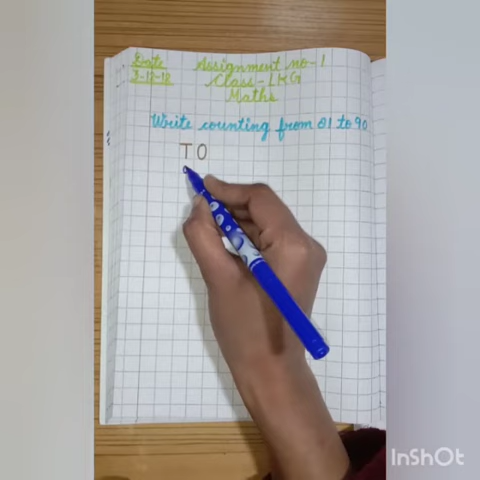 Date
3-12-12
Assignment no-1
Class-LKG
Maths
Write counting from 81 to 90
T O
InShOt